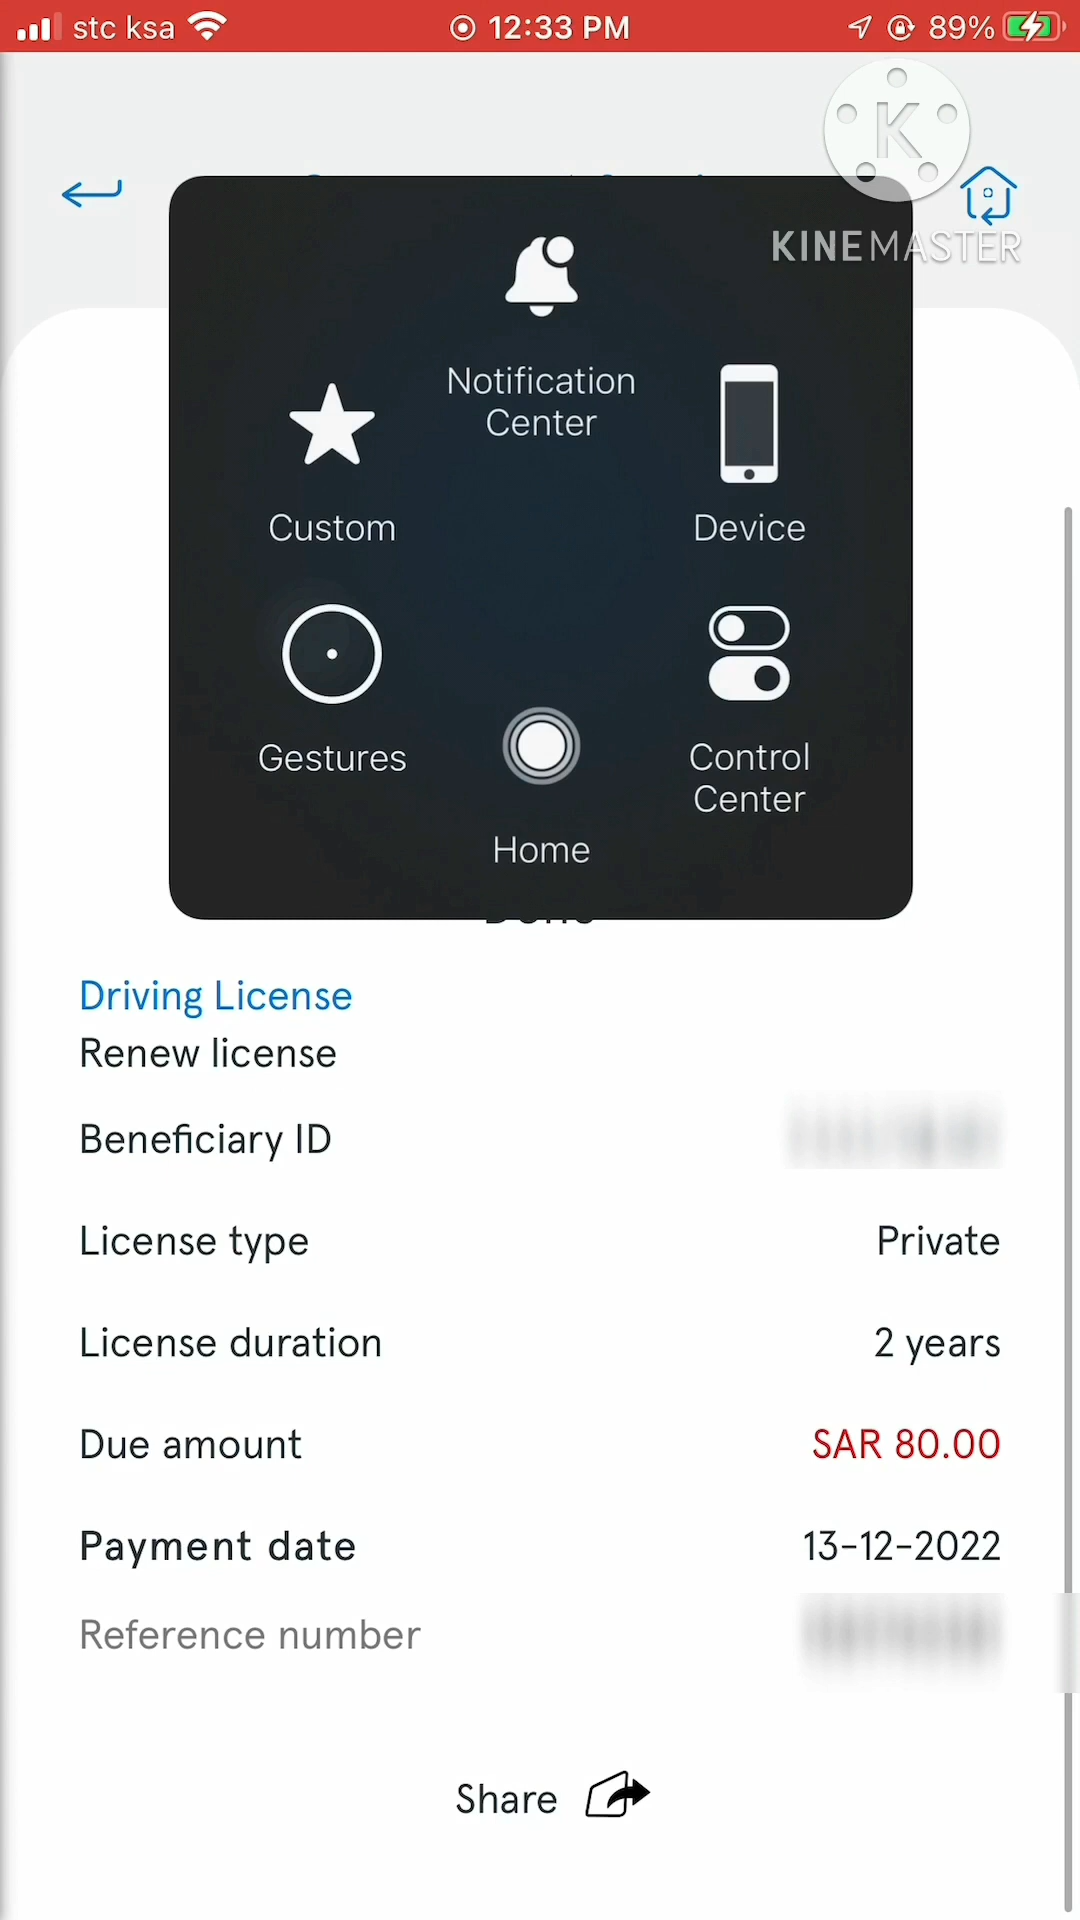 stc ksa 12:33 PM 89%
K
KINEMASTER
Notification
Center
Custom
Device
Gestures
Control
Center
Home
Done
Driving License
Renew license
Beneficiary ID
License type Private
License duration 2 years
Due amount SAR 80.00
Payment date 13-12-2022
Reference number
Share